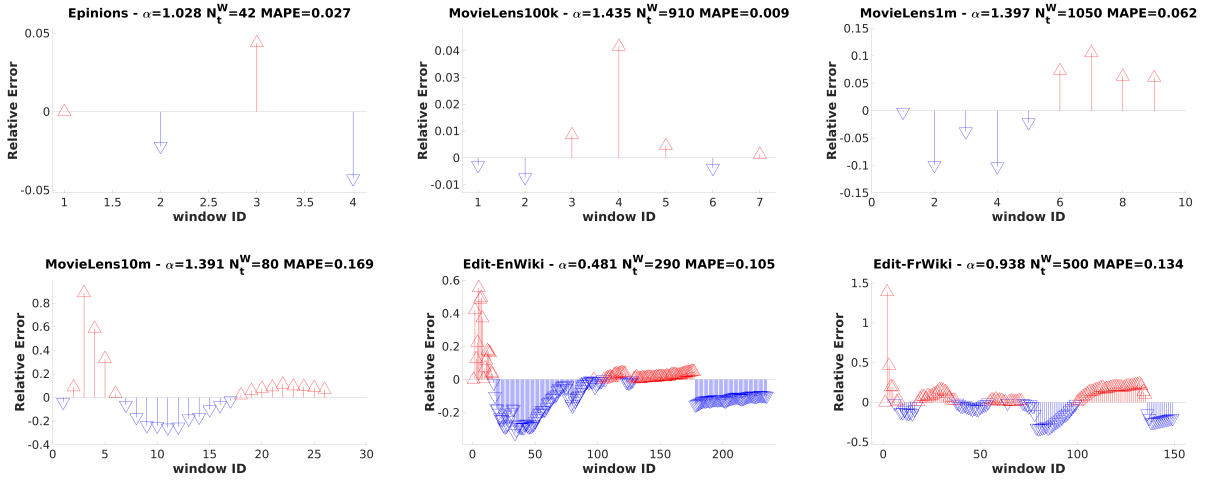 Epinions - α=1.028 N_t^W=42 MAPE=0.027
Relative Error
0.05
0
-0.05
1 1.5 2 2.5 3 3.5 4
window ID
MovieLens100k - α=1.435 N_t^W=910 MAPE=0.009
Relative Error
0.04
0.03
0.02
0.01
0
-0.01
1 2 3 4 5 6 7
window ID
MovieLens1m - α=1.397 N_t^W=1050 MAPE=0.062
Relative Error
0.15
0.1
0.05
0
-0.05
-0.1
-0.15
0 2 4 6 8 10
window ID
MovieLens10m - α=1.391 N_t^W=80 MAPE=0.169
Relative Error
0.8
0.6
0.4
0.2
0
-0.2
-0.4
0 5 10 15 20 25 30
window ID
Edit-EnWiki - α=0.481 N_t^W=290 MAPE=0.105
Relative Error
0.6
0.4
0.2
0
-0.2
0 50 100 150 200
window ID
Edit-FrWiki - α=0.938 N_t^W=500 MAPE=0.134
Relative Error
1.5
1
0.5
0
-0.5
0 50 100 150
window ID